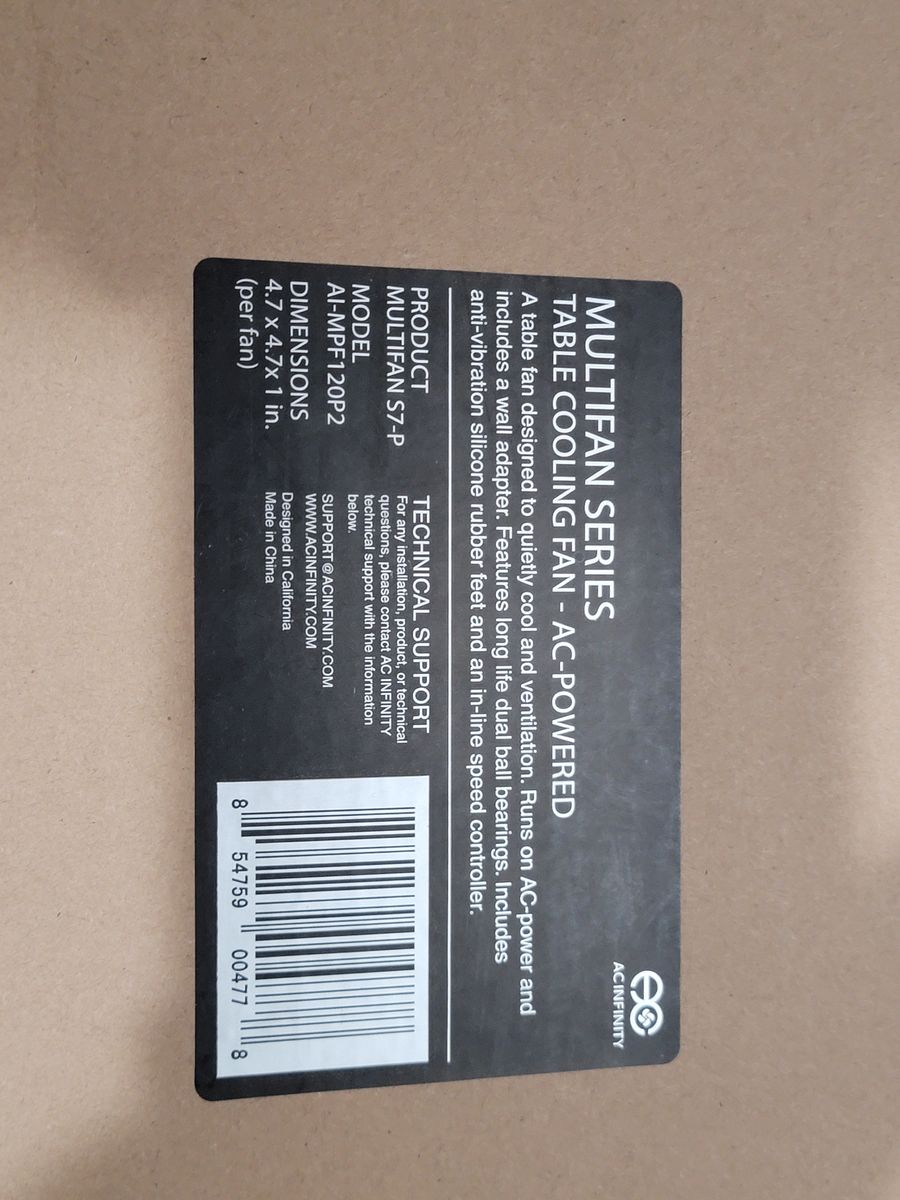 MULTIFAN SERIES
TABLE COOLING FAN - AC-POWERED
AC INFINITY
A table fan designed to quietly cool and ventilation. Runs on AC-power and
includes a wall adapter. Features long life dual ball bearings. Includes
anti-vibration silicone rubber feet and an in-line speed controller.
PRODUCT
MULTIFAN S7-P
MODEL
AI-MPF120P2
DIMENSIONS
4.7 x 4.7x 1 in.
(per fan)
TECHNICAL SUPPORT
For any installation, product, or technical
questions, please contact AC INFINITY
technical support with the information
below.
SUPPORT@ACINFINITY.COM
WWW.ACINFINITY.COM
Designed in California
Made in China
8 54759 00477 8